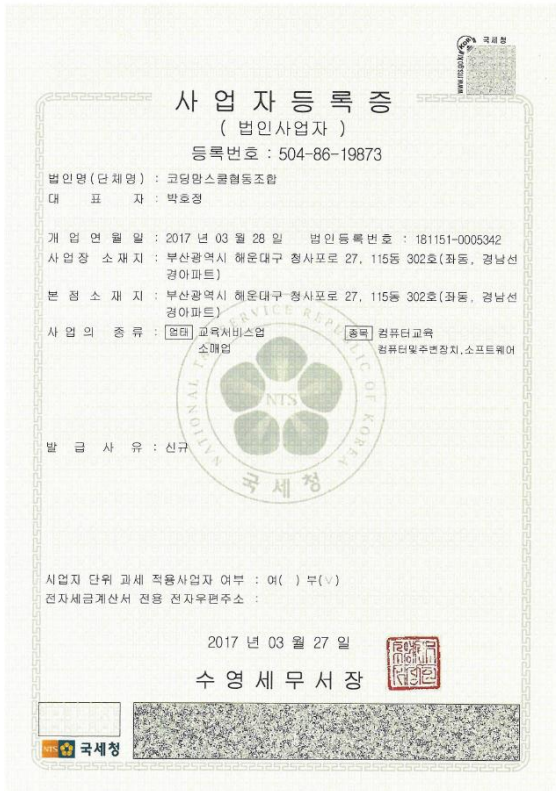 국세청
사업자등록증
( 법인사업자 )
등록번호 : 504-86-19873
법인명(단체명) : 코딩맘스쿨협동조합
대 표 자 : 박호정
개 업 연 월 일 : 2017 년 03 월 28 일 법인등록번호 : 181151-0005342
사업장 소재지 : 부산광역시 해운대구 청사포로 27, 115동 302호(좌동, 경남선
경아파트)
본 점 소 재 지 : 부산광역시 해운대구 청사포로 27, 115동 302호(좌동, 경남선
경아파트)
사 업 의 종 류 : 업태 교육서비스업 종목 컴퓨터교육
소매업 컴퓨터및주변장치,소프트웨어
NATIONAL TAX SERVICE REPUBLIC OF KOREA
NTS
국세청
발 급 사 유 : 신규
사업자 단위 과세 적용사업자 여부 : 여( ) 부(∨)
전자세금계산서 전용 전자우편주소 :
2017 년 03 월 27 일
수영세무서장
NTS 국세청